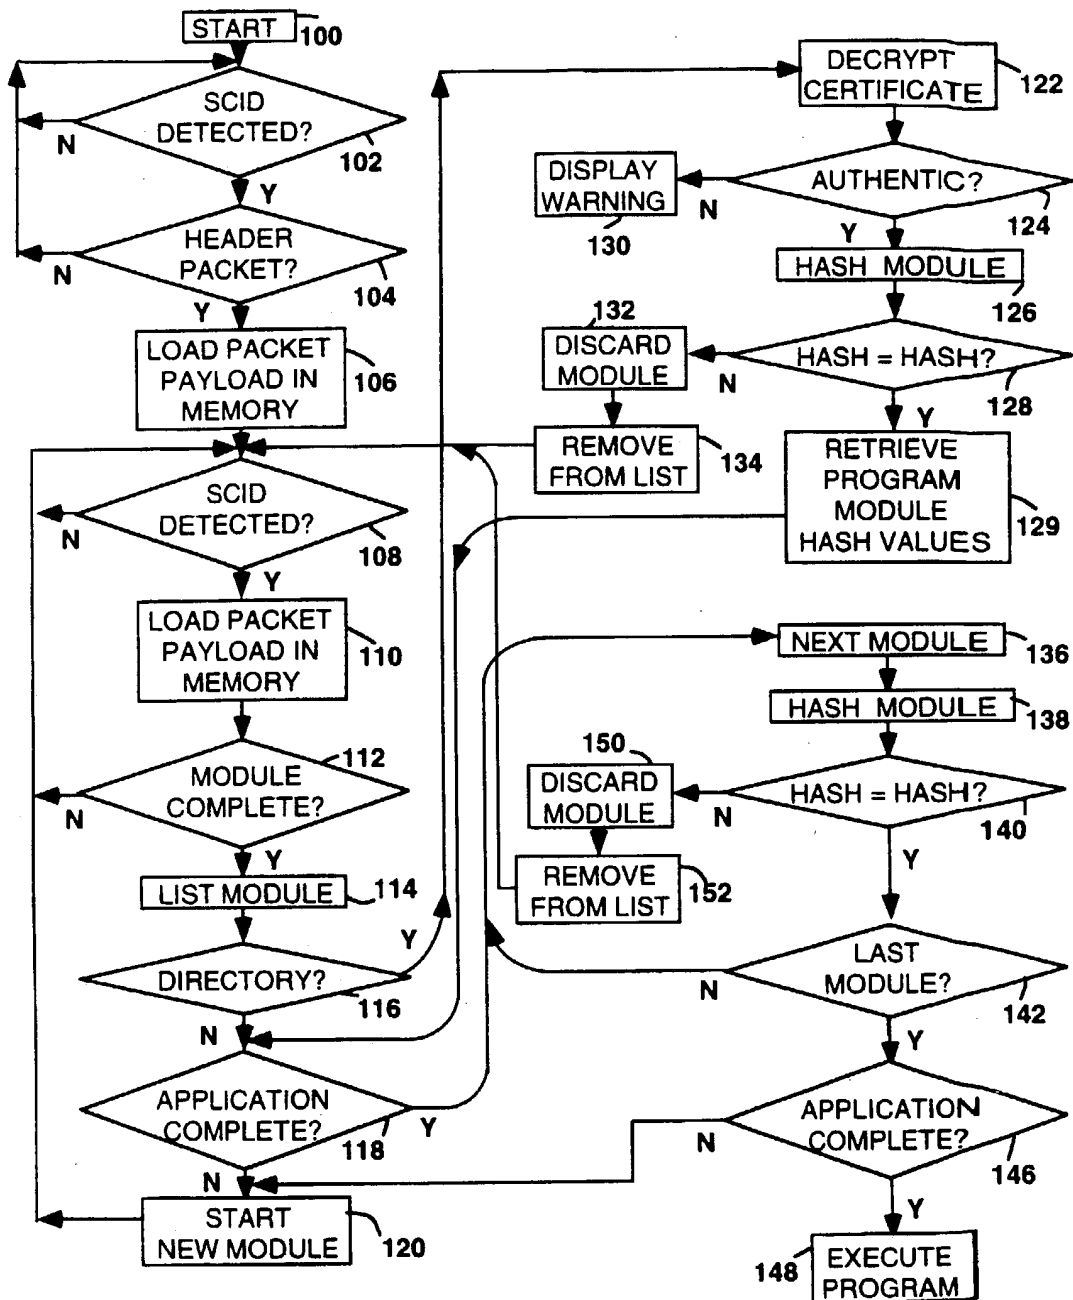 START
100
SCID
DETECTED?
102
N
Y
HEADER
PACKET?
104
N
Y
LOAD PACKET
PAYLOAD IN
MEMORY
106
SCID
DETECTED?
108
N
Y
LOAD PACKET
PAYLOAD IN
MEMORY
110
112
MODULE
COMPLETE?
N
Y
LIST MODULE
114
Y
DIRECTORY?
116
N
APPLICATION
COMPLETE?
118
Y
N
START
NEW MODULE
120
DECRYPT
CERTIFICATE
122
AUTHENTIC?
124
N
DISPLAY
WARNING
130
Y
HASH MODULE
126
132
DISCARD
MODULE
N
HASH = HASH?
128
Y
REMOVE
FROM LIST
134
RETRIEVE
PROGRAM
MODULE
HASH VALUES
129
NEXT MODULE
136
HASH MODULE
138
150
DISCARD
MODULE
N
HASH = HASH?
140
Y
REMOVE
FROM LIST
152
LAST
MODULE?
142
N
Y
APPLICATION
COMPLETE?
146
N
Y
148
EXECUTE
PROGRAM